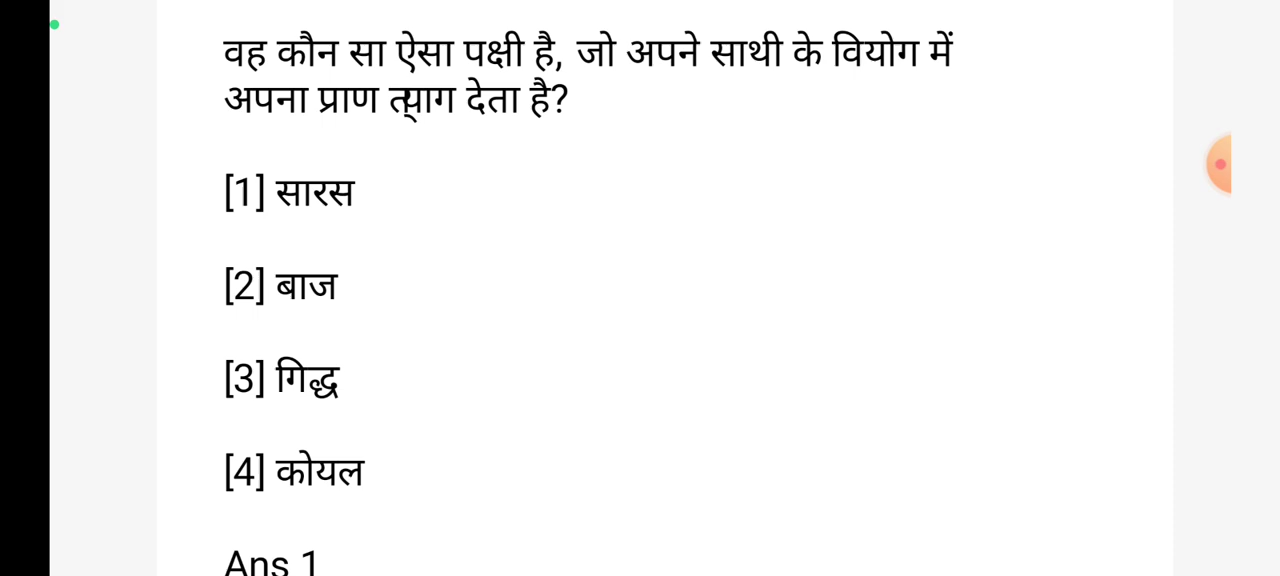 वह कौन सा ऐसा पक्षी है, जो अपने साथी के वियोग में
अपना प्राण त्याग देता है?
[1] सारस
[2] बाज
[3] गिद्ध
[4] कोयल
Ans 1